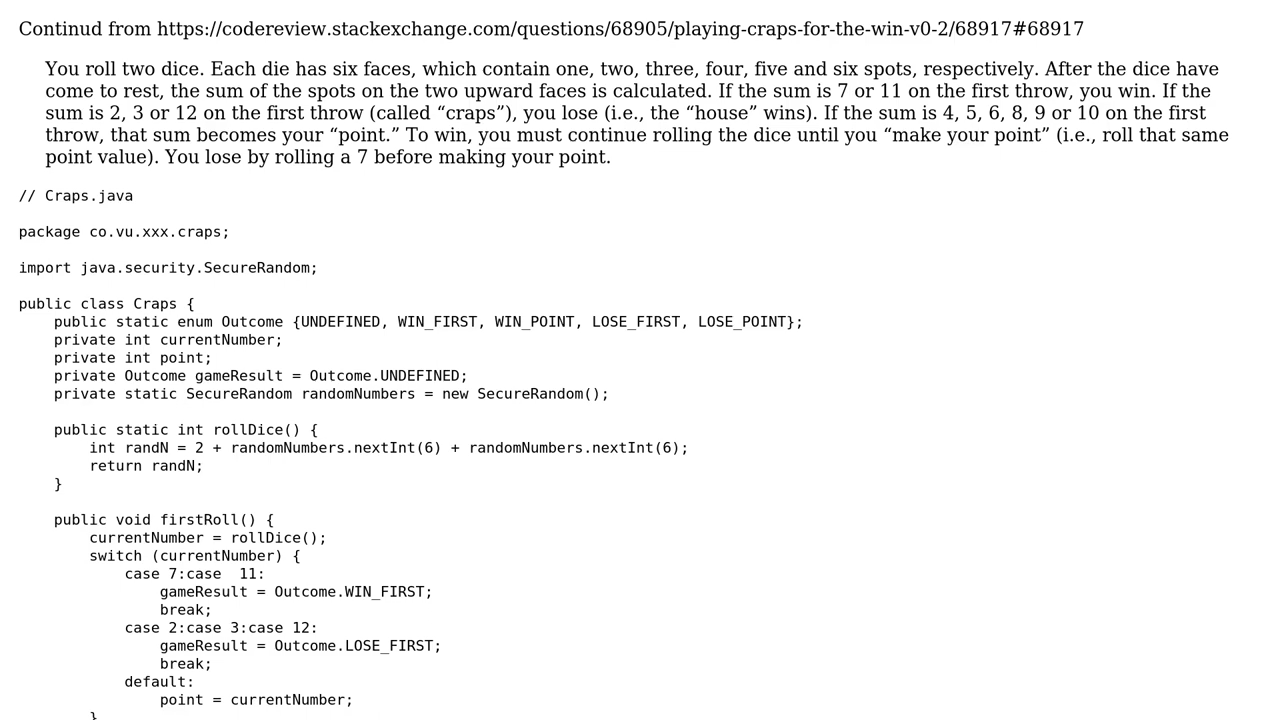 Continud from https://codereview.stackexchange.com/questions/68905/playing-craps-for-the-win-v0-2/68917#68917
You roll two dice. Each die has six faces, which contain one, two, three, four, five and six spots, respectively. After the dice have
come to rest, the sum of the spots on the two upward faces is calculated. If the sum is 7 or 11 on the first throw, you win. If the
sum is 2, 3 or 12 on the first throw (called “craps”), you lose (i.e., the “house” wins). If the sum is 4, 5, 6, 8, 9 or 10 on the first
throw, that sum becomes your “point.” To win, you must continue rolling the dice until you “make your point” (i.e., roll that same
point value). You lose by rolling a 7 before making your point.
// Craps.java
package co.vu.xxx.craps;
import java.security.SecureRandom;
public class Craps {
    public static enum Outcome {UNDEFINED, WIN_FIRST, WIN_POINT, LOSE_FIRST, LOSE_POINT};
    private int currentNumber;
    private int point;
    private Outcome gameResult = Outcome.UNDEFINED;
    private static SecureRandom randomNumbers = new SecureRandom();
    public static int rollDice() {
        int randN = 2 + randomNumbers.nextInt(6) + randomNumbers.nextInt(6);
        return randN;
    }
    public void firstRoll() {
        currentNumber = rollDice();
        switch (currentNumber) {
            case 7:case  11:
                gameResult = Outcome.WIN_FIRST;
                break;
            case 2:case 3:case 12:
                gameResult = Outcome.LOSE_FIRST;
                break;
            default:
                point = currentNumber;
        }